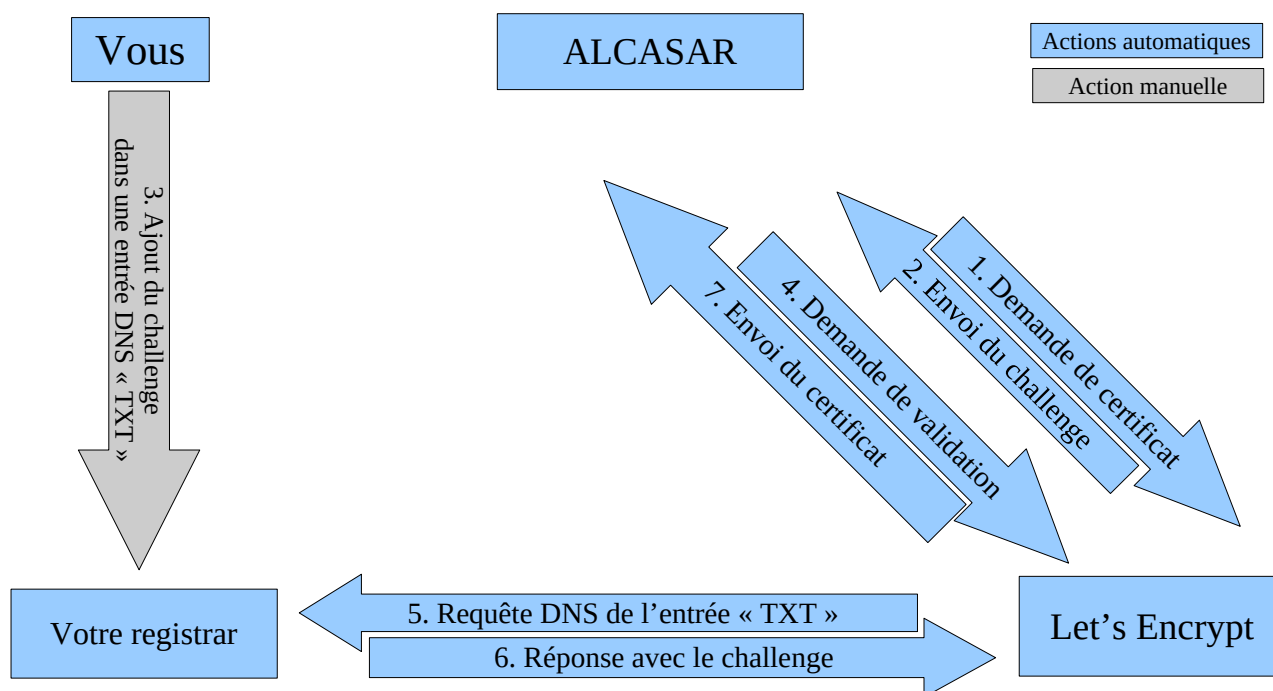 Vous
ALCASAR
Actions automatiques
Action manuelle
3. Ajout du challenge
dans une entrée DNS « TXT »
1. Demande de certificat
2. Envoi du challenge
4. Demande de validation
7. Envoi du certificat
5. Requête DNS de l’entrée « TXT »
6. Réponse avec le challenge
Votre registrar
Let's Encrypt